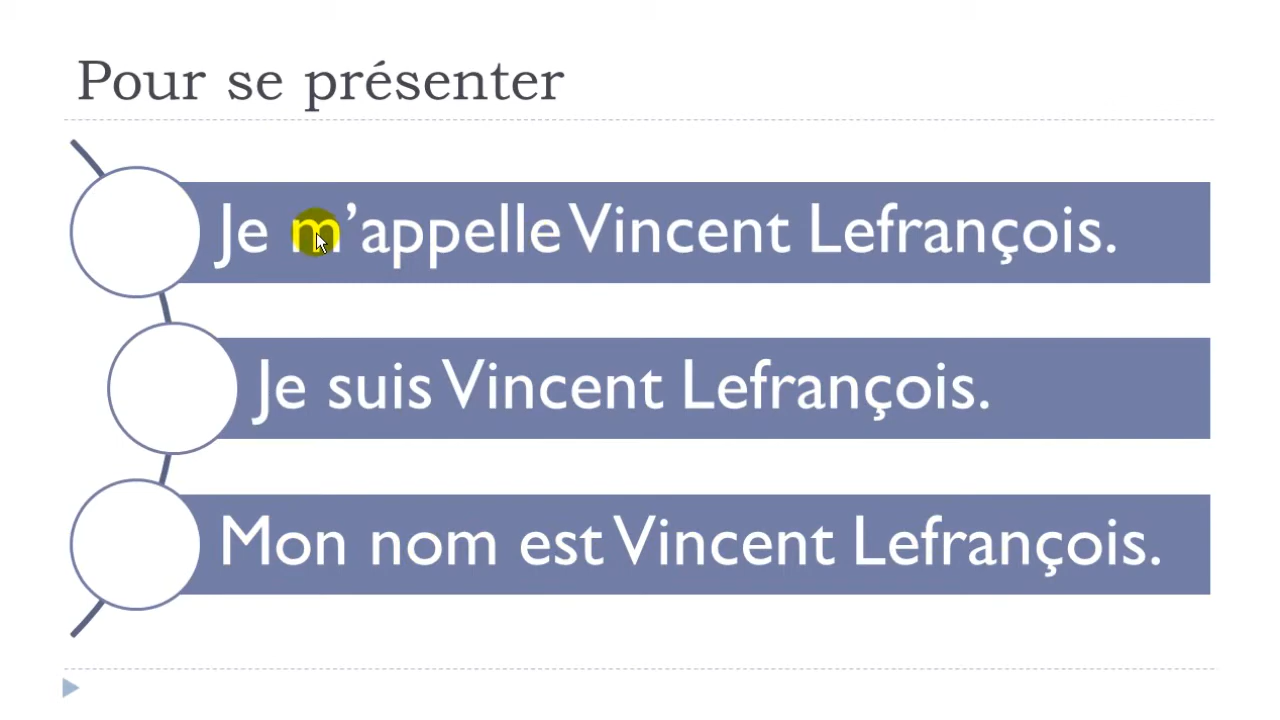 Pour se présenter
Je m’appelle Vincent Lefrançois.
Je suis Vincent Lefrançois.
Mon nom est Vincent Lefrançois.